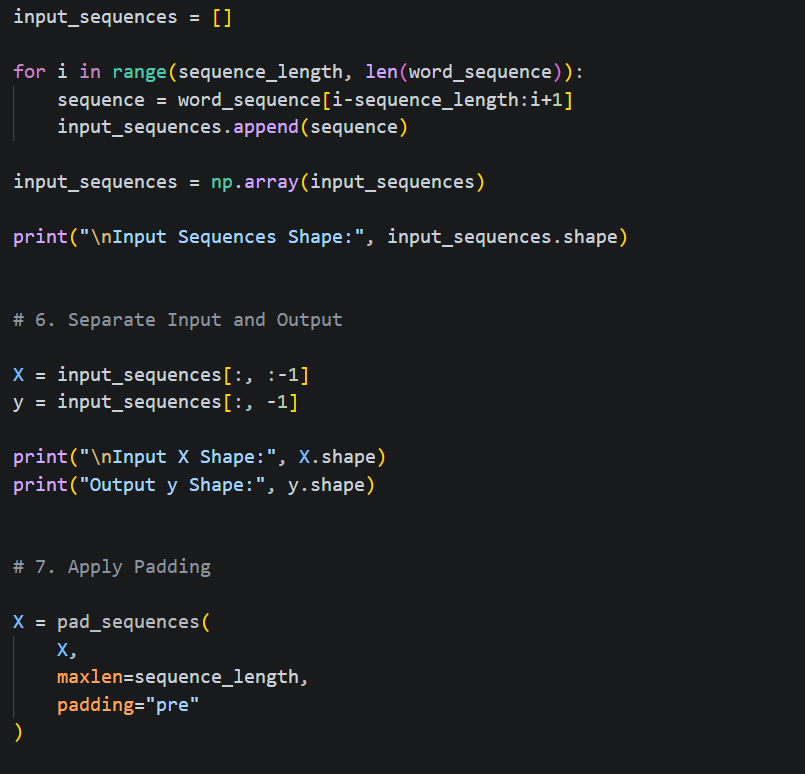 input_sequences = []
for i in range(sequence_length, len(word_sequence)):
    sequence = word_sequence[i-sequence_length:i+1]
    input_sequences.append(sequence)
input_sequences = np.array(input_sequences)
print("\nInput Sequences Shape:", input_sequences.shape)
# 6. Separate Input and Output
X = input_sequences[:, :-1]
y = input_sequences[:, -1]
print("\nInput X Shape:", X.shape)
print("Output y Shape:", y.shape)
# 7. Apply Padding
X = pad_sequences(
    X,
    maxlen=sequence_length,
    padding="pre"
)